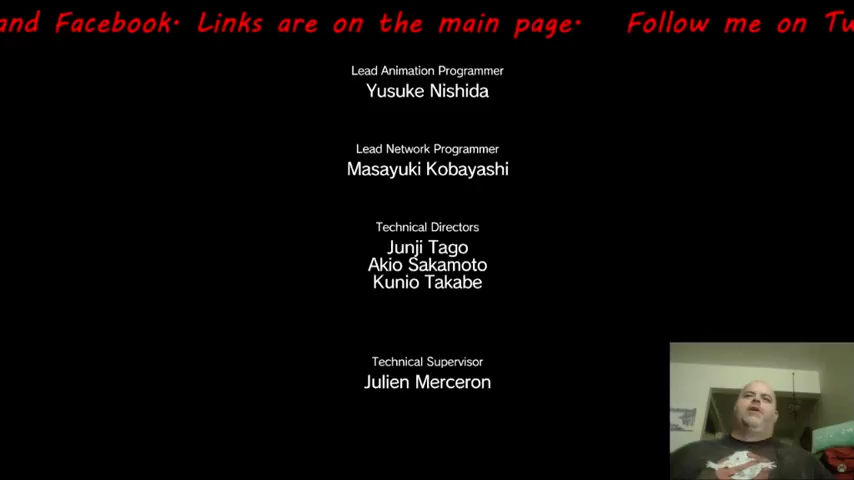 and Facebook. Links are on the main page. Follow me on Tw
Lead Animation Programmer
Yusuke Nishida
Lead Network Programmer
Masayuki Kobayashi
Technical Directors
Junji Tago
Akio Sakamoto
Kunio Takabe
Technical Supervisor
Julien Merceron